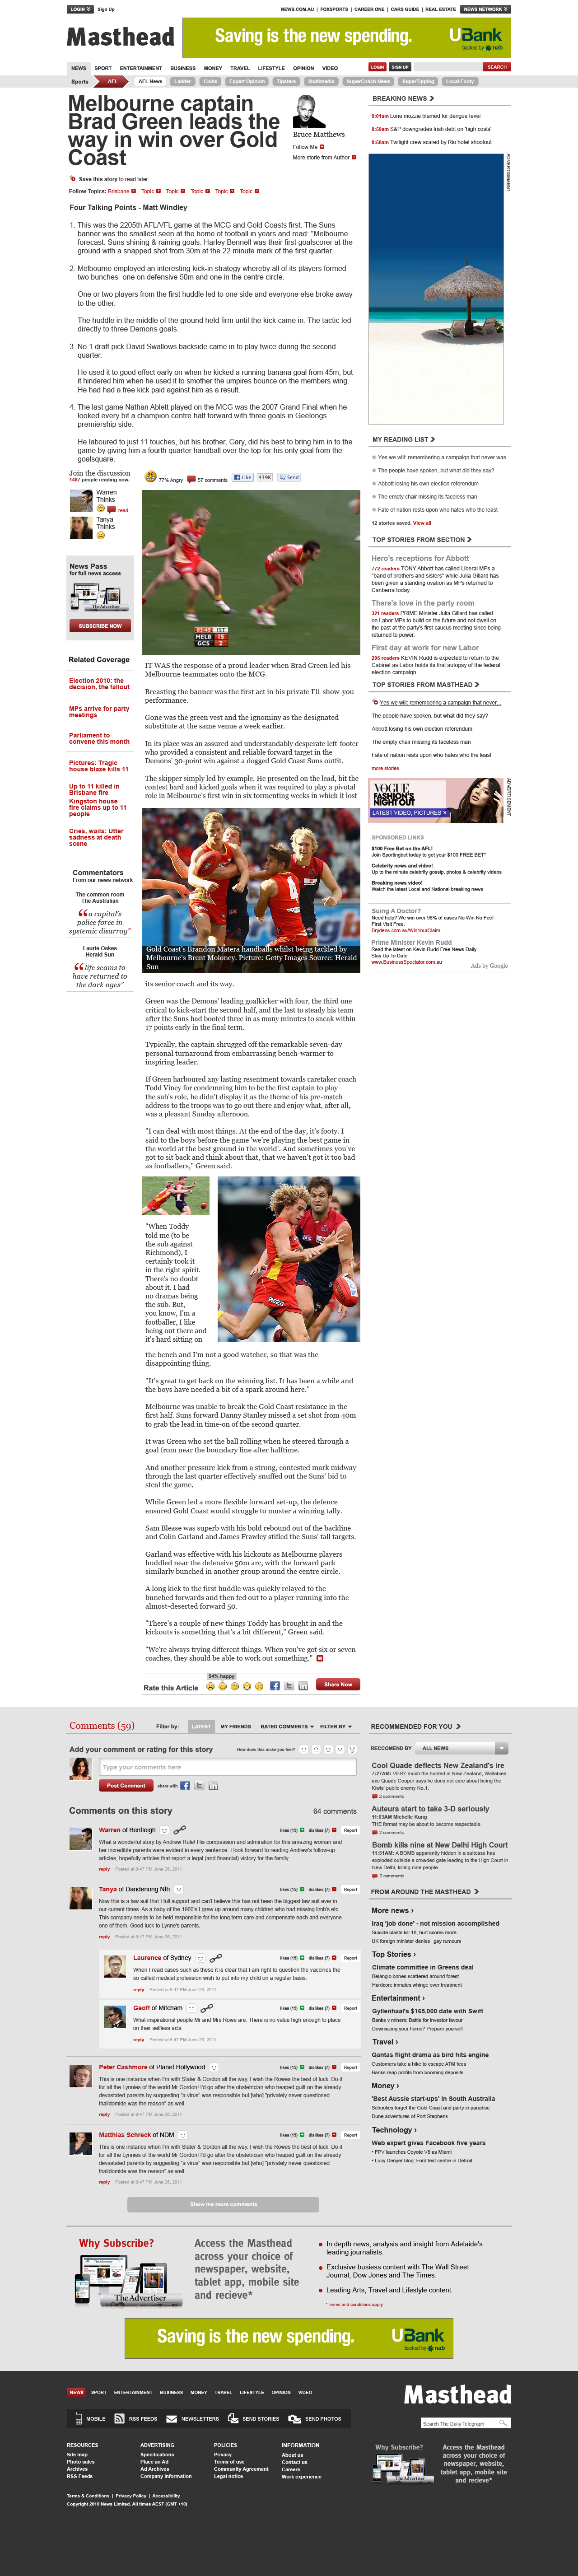 LOGIN
Sign Up
NEWS.COM.AU | FOXSPORTS | CAREER ONE | CARS GUIDE | REAL ESTATE
NEWS NETWORK
Masthead
Saving is the new spending.
UBank
backed by nab
NEWS SPORT ENTERTAINMENT BUSINESS MONEY TRAVEL LIFESTYLE OPINION VIDEO
LOGIN SIGN UP SEARCH
Sports AFL AFL News Ladder Clubs Expert Opinion Tipsters Multimedia SuperCoach News SuperTipping Local Footy
Melbourne captain
Brad Green leads the
way in win over Gold
Coast
Bruce Matthews
Follow Me
More storie from Author
Save this story to read later
Follow Topics: Brisbane Topic Topic Topic Topic Topic
Four Talking Points - Matt Windley
1. This was the 2205th AFL/VFL game at the MCG and Gold Coasts first. The Suns
banner was the smallest seen at the home of football in years and read: "Melbourne
forecast: Suns shining & raining goals. Harley Bennell was their first goalscorer at the
ground with a snapped shot from 30m at the 22 minute mark of the first quarter.
2. Melbourne employed an interesting kick-in strategy whereby all of its players formed
two bunches -one on defensive 50m and one in the centre circle.
One or two players from the first huddle led to one side and everyone else broke away
to the other.
The huddle in the middle of the ground held firm until the kick came in. The tactic led
directly to three Demons goals.
3. No.1 draft pick David Swallows backside came in to play twice during the second
quarter.
He used it to good effect early on when he kicked a running banana goal from 45m, but
it hindered him when he used it to squeeze a Melbourne opponent on the members wing.
He had had a free kick paid against him as a result.
4. The last game Nathan Ablett played on the MCG was the 2007 Grand Final when he
looked every bit a champion centre half forward with three goals in Geelongs
premiership side.
He laboured to just 11 touches, but his brother, Gary, did his best to bring him in to the
game by giving him a short handball for his only goal from the
goalsquare.
Join the discussion
1487 people reading now.
77% Angry
57 comments
Like 439K
Send
Warren
Thinks
read...
Tanya
Thinks
News Pass
for full news access
The Advertiser
SUBSCRIBE NOW
Related Coverage
Election 2010: the
decision, the fallout
MPs arrive for party
meetings
Parliament to
convene this month
Pictures: Tragic
house blaze kills 11
Up to 11 killed in
Brisbane fire
Kingston house
fire claims up to 11
people
Cries, wails: Utter
sadness at death
scene
Commentators
From our news network
The common room
The Australian
“a capital's
police force in
systemic disarray”
Laurie Oakes
Herald Sun
“life seams to
have returned to
the dark ages”
MELB 15
GCS 2
IT WAS the response of a proud leader when Brad Green led his
Melbourne teammates onto the MCG.
Breasting the banner was the first act in his private I'll-show-you
performance.
Gone was the green vest and the ignominy as the designated
substitute at the same venue a week earlier.
In its place was an assured and understandably desperate left-footer
who provided a consistent and reliable forward target in the
Demons' 30-point win against a dogged Gold Coast Suns outfit.
The skipper simply led by example. He presented on the lead, hit the
contest hard and kicked goals when it was required to play a pivotal
role in Melbourne's first win in six tormenting weeks in which it lost
Gold Coast's Brandon Matera handballs whilst being tackled by
Melbourne's Brent Moloney. Picture: Getty Images Source: Herald
Sun
its senior coach and its way.
Green was the Demons' leading goalkicker with four, the third one
critical to kick-start the second half, and the last to steady his team
after the Suns had booted three in as many minutes to sneak within
17 points early in the final term.
Typically, the captain shrugged off the remarkable seven-day
personal turnaround from embarrassing bench-warmer to
inspiring leader.
If Green harboured any lingering resentment towards caretaker coach
Todd Viney for condemning him to be the first captain to play
the sub's role, he didn't display it as the theme of his pre-match
address to the troops was to go out there and enjoy what, after all,
was a pleasant Sunday afternoon.
"I can deal with most things. At the end of the day, it's footy. I
said to the boys before the game 'we're playing the best game in
the world at the best ground in the world'. And sometimes you've
got to sit back and think about that, that we haven't got it too bad
as footballers," Green said.
"When Toddy
told me (to be
the sub against
Richmond), I
certainly took it
in the right spirit.
There's no doubt
about it. I had
no dramas being
the sub. But,
you know, I'm a
footballer, I like
being out there and
it's hard sitting on
the bench and I'm not a good watcher, so that was the
disappointing thing.
"It's great to get back on the winning list. It has been a while and
the boys have needed a bit of a spark around here."
Melbourne was unable to break the Gold Coast resistance in the
first half. Suns forward Danny Stanley missed a set shot from 40m
to grab the lead in time-on of the second quarter.
It was Green who set the ball rolling when he steered through a
goal from near the boundary line after halftime.
And another pressure kick from a strong, contested mark midway
through the last quarter effectively snuffed out the Suns' bid to
steal the game.
While Green led a more flexible forward set-up, the defence
ensured Gold Coast would struggle to muster a winning tally.
Sam Blease was superb with his bold rebound out of the backline
and Colin Garland and James Frawley stifled the Suns' tall targets.
Garland was effective with his kickouts as Melbourne players
huddled near the defensive 50m arc, with the forward pack
similarly bunched in another group around the centre circle.
A long kick to the first huddle was quickly released to the
bunched forwards and then fed out to a player running into the
almost-deserted forward 50.
"There's a couple of new things Toddy has brought in and the
kickouts is something that's a bit different," Green said.
"We're always trying different things. When you've got six or seven
coaches, they should be able to work out something."
Rate this Article
54% happy
Share Now
BREAKING NEWS
9:01am Lone mozzie blamed for dengue fever
8:59am S&P downgrades Irish debt on 'high costs'
8:58am Twilight crew scared by Rio hotel shootout
ADVERTISEMENT
MY READING LIST
Yes we will: remembering a campaign that never was
The people have spoken, but what did they say?
Abbott losing his own election referendum
The empty chair missing its faceless man
Fate of nation rests upon who hates who the least
12 stories saved. View all
TOP STORIES FROM SECTION
Hero's receptions for Abbott
772 readers TONY Abbott has called Liberal MPs a
"band of brothers and sisters" while Julia Gillard has
been given a standing ovation as MPs returned to
Canberra today.
There's love in the party room
321 readers PRIME Minister Julia Gillard has called
on Labor MPs to build on the future and not dwell on
the past at the party's first caucus meeting since being
returned to power.
First day at work for new Labor
296 readers KEVIN Rudd is expected to return to the
Cabinet as Labor holds its first autopsy of the federal
election campaign.
TOP STORIES FROM MASTHEAD
Yes we will: remembering a campaign that never...
The people have spoken, but what did they say?
Abbott losing his own election referendum
The empty chair missing its faceless man
Fate of nation rests upon who hates who the least
more stories
VOGUE
FASHION'S
NIGHT OUT
LATEST VIDEO, PICTURES »
ADVERTISEMENT
SPONSORED LINKS
$100 Free Bet on the AFL!
Join Sportingbet today to get your $100 FREE BET*
Celebrity news and video!
Up to the minute celebrity gossip, photos & celebrity videos
Breaking news video!
Watch the latest Local and National breaking news
Suing A Doctor?
Need help? We win over 98% of cases No Win No Fee!
First Visit Free.
Brydens.com.au/WinYourClaim
Prime Minister Kevin Rudd
Read the latest on Kevin Rudd Free News Daily.
Stay Up To Date.
www.BusinessSpectator.com.au
Ads by Google
Comments (59)
Filter by: LATEST MY FRIENDS RATED COMMENTS FILTER BY
Add your comment or rating for this story
How does this make you feel?
Type your comments here
Post Comment
share with
Comments on this story
64 comments
Warren of Bentleigh
likes (15) dislikes (7) Report
What a wonderful story by Andrew Rule! His compassion and admiration for this amazing woman and
her incredible parents were evident in every sentence. I look forward to reading Andrew's follow-up
articles, hopefully articles that report a legal (and financial) victory for the family
reply Posted at 6:47 PM June 28, 2011
Tanya of Dandenong Nth
likes (15) dislikes (7) Report
Now this is a law suit that I full support and can't believe this has not been the biggest law suit ever in
our current times. As a baby of the 1960's I grew up around many children who had missing limbs etc.
The company needs to be held responsible for the long term care and compensate each and everyone
one of them. Good luck to Lynne's parents.
reply Posted at 6:47 PM June 28, 2011
Laurence of Sydney
likes (15) dislikes (7) Report
When I read cases such as these it is clear that I am right to question the vaccines the
so called medical profession wish to put into my child on a regular basis.
reply Posted at 6:47 PM June 28, 2011
Geoff of Mitcham
likes (15) dislikes (7) Report
What inspirational people Mr and Mrs Rowe are. There is no value high enough to place
on their selfless acts.
reply Posted at 6:47 PM June 28, 2011
Peter Cashmore of Planet Hollywood
likes (15) dislikes (7) Report
This is one instance when I'm with Slater & Gordon all the way. I wish the Rowes the best of luck. Do it
for all the Lynnes of the world Mr Gordon! I'd go after the obstetrician who heaped guilt on the already
devastated parents by suggesting "a virus" was responsible but [who] "privately wondered whether
thalidomide was the reason" as well.
reply Posted at 6:47 PM June 28, 2011
Matthias Schreck of NDM
likes (15) dislikes (7) Report
This is one instance when I'm with Slater & Gordon all the way. I wish the Rowes the best of luck. Do it
for all the Lynnes of the world Mr Gordon! I'd go after the obstetrician who heaped guilt on the already
devastated parents by suggesting "a virus" was responsible but [who] "privately wondered whether
thalidomide was the reason" as well.
reply Posted at 6:47 PM June 28, 2011
Show me more comments
RECOMMENDED FOR YOU
RECCOMEND BY ALL NEWS
Cool Quade deflects New Zealand's ire
7:27AM: VERY much the hunted in New Zealand, Wallabies
ace Quade Cooper says he does not care about being the
Kiwis' public enemy No.1.
2 comments
Auteurs start to take 3-D seriously
11:03AM Michelle Kung
THE format may be about to become respectable.
2 comments
Bomb kills nine at New Delhi High Court
11:51AM: A BOMB apparently hidden in a suitcase has
exploded outside a crowded gate leading to the High Court in
New Delhi, killing nine people.
2 comments
FROM AROUND THE MASTHEAD
More news ›
Iraq 'job done' - not mission accomplished
Suicide blasts kill 18, hurt scores more
UK foreign minister denies gay rumours
Top Stories ›
Climate committee in Greens deal
Belanglo bones scattered around forest
Hardcore inmates whinge over treatment
Entertainment ›
Gyllenhaal's $165,000 date with Swift
Banks v miners: Battle for investor favour
Downsizing your home? Prepare yourself
Travel ›
Qantas flight drama as bird hits engine
Customers take a hike to escape ATM fees
Banks reap profits from booming deposits
Money ›
'Best Aussie start-ups' in South Australia
Schoolies forget the Gold Coast and party in paradise
Dune adventures of Port Stephens
Technology ›
Web expert gives Facebook five years
• FPV launches Coyote V8 as Miami
• Lucy Denyer blog: Ford test centre in Detroit
Why Subscribe?
The Advertiser
Access the Masthead
across your choice of
newspaper, website,
tablet app, mobile site
and recieve*
In depth news, analysis and insight from Adelaide's
leading journalists.
Exclusive busiess content with The Wall Street
Journal, Dow Jones and The Times.
Leading Arts, Travel and Lifestyle content.
*Terms and conditions apply
Saving is the new spending.
UBank
backed by nab
NEWS SPORT ENTERTAINMENT BUSINESS MONEY TRAVEL LIFESTYLE OPINION VIDEO
Masthead
MOBILE RSS FEEDS NEWSLETTERS SEND STORIES SEND PHOTOS
Search The Daily Telegraph
RESOURCES
Site map
Photo sales
Archives
RSS Feeds
ADVERTISING
Specifications
Place an Ad
Ad Archives
Company Information
POLICIES
Privacy
Terms of use
Community Agreement
Legal notice
INFORMATION
About us
Contact us
Careers
Work experience
Why Subscribe?
Access the Masthead
across your choice of
newspaper, website,
tablet app, mobile site
and recieve*
Terms & Conditions | Privacy Policy | Accessibility
Copyright 2010 News Limited. All times AEST (GMT +10)